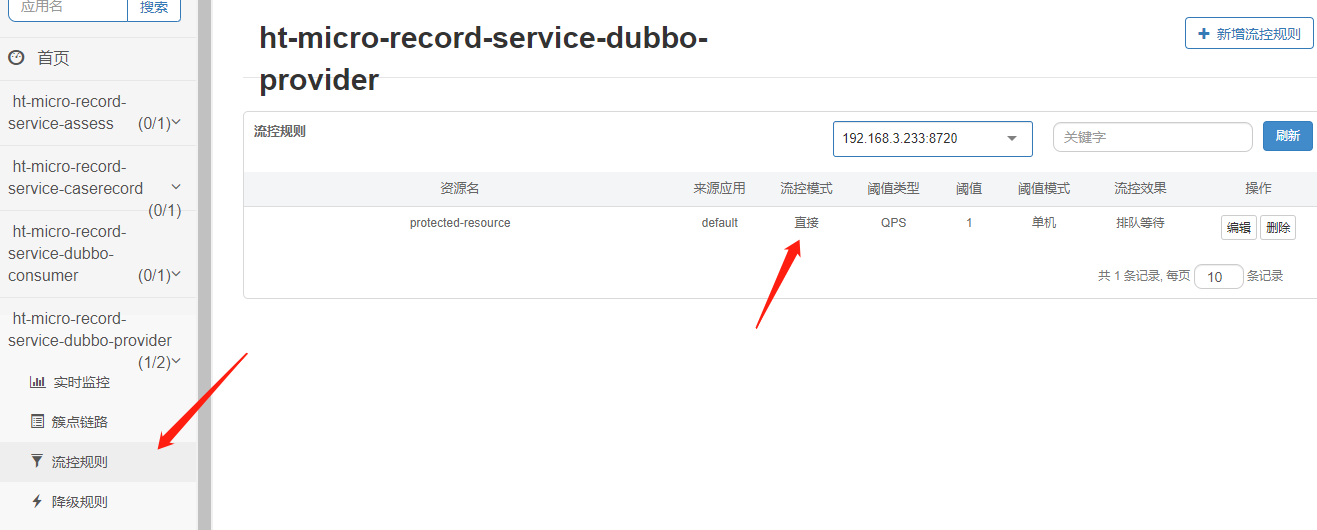 应用名 搜索
首页
ht-micro-record-
service-assess (0/1)
ht-micro-record-
service-caserecord
(0/1)
ht-micro-record-
service-dubbo-
consumer (0/1)
ht-micro-record-
service-dubbo-provider
(1/2)
实时监控
簇点链路
流控规则
降级规则
ht-micro-record-service-dubbo-
provider
+ 新增流控规则
流控规则 192.168.3.233:8720 关键字 刷新
资源名 来源应用 流控模式 阈值类型 阈值 阈值模式 流控效果 操作
protected-resource default 直接 QPS 1 单机 排队等待 编辑 删除
共 1 条记录, 每页 10 条记录